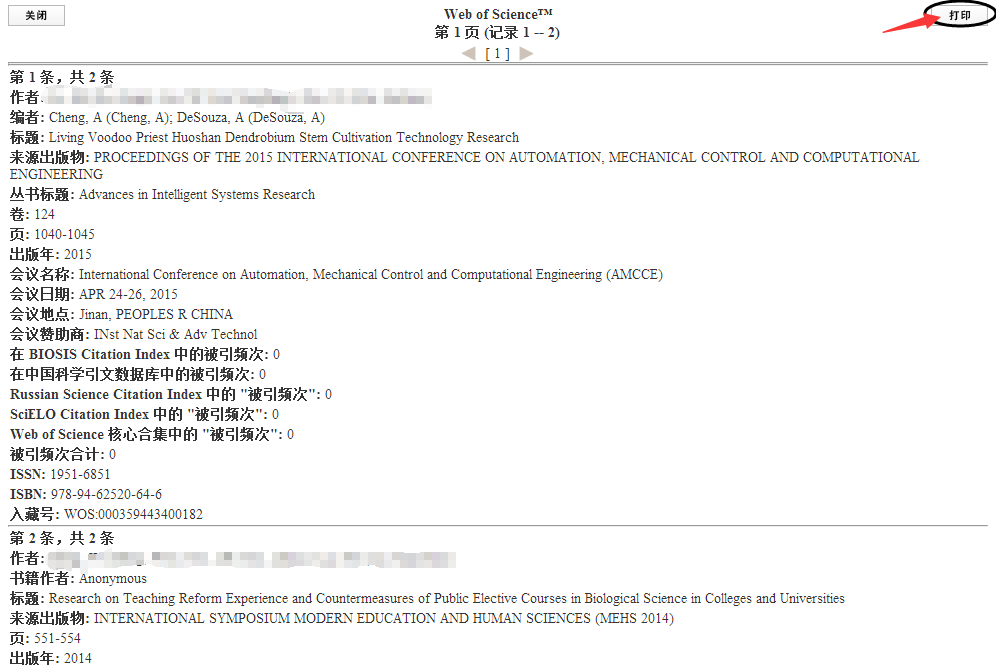 关闭
Web of Science™
打印
第 1 页 (记录 1 -- 2)
[ 1 ]
第 1 条，共 2 条
作者:
编者: Cheng, A (Cheng, A); DeSouza, A (DeSouza, A)
标题: Living Voodoo Priest Huoshan Dendrobium Stem Cultivation Technology Research
来源出版物: PROCEEDINGS OF THE 2015 INTERNATIONAL CONFERENCE ON AUTOMATION, MECHANICAL CONTROL AND COMPUTATIONAL
ENGINEERING
丛书标题: Advances in Intelligent Systems Research
卷: 124
页: 1040-1045
出版年: 2015
会议名称: International Conference on Automation, Mechanical Control and Computational Engineering (AMCCE)
会议日期: APR 24-26, 2015
会议地点: Jinan, PEOPLES R CHINA
会议赞助商: INst Nat Sci & Adv Technol
在 BIOSIS Citation Index 中的被引频次: 0
在中国科学引文数据库中的被引频次: 0
Russian Science Citation Index 中的 "被引频次": 0
SciELO Citation Index 中的 "被引频次": 0
Web of Science 核心合集中的 "被引频次": 0
被引频次合计: 0
ISSN: 1951-6851
ISBN: 978-94-62520-64-6
入藏号: WOS:000359443400182
第 2 条，共 2 条
作者:
书籍作者: Anonymous
标题: Research on Teaching Reform Experience and Countermeasures of Public Elective Courses in Biological Science in Colleges and Universities
来源出版物: INTERNATIONAL SYMPOSIUM MODERN EDUCATION AND HUMAN SCIENCES (MEHS 2014)
页: 551-554
出版年: 2014